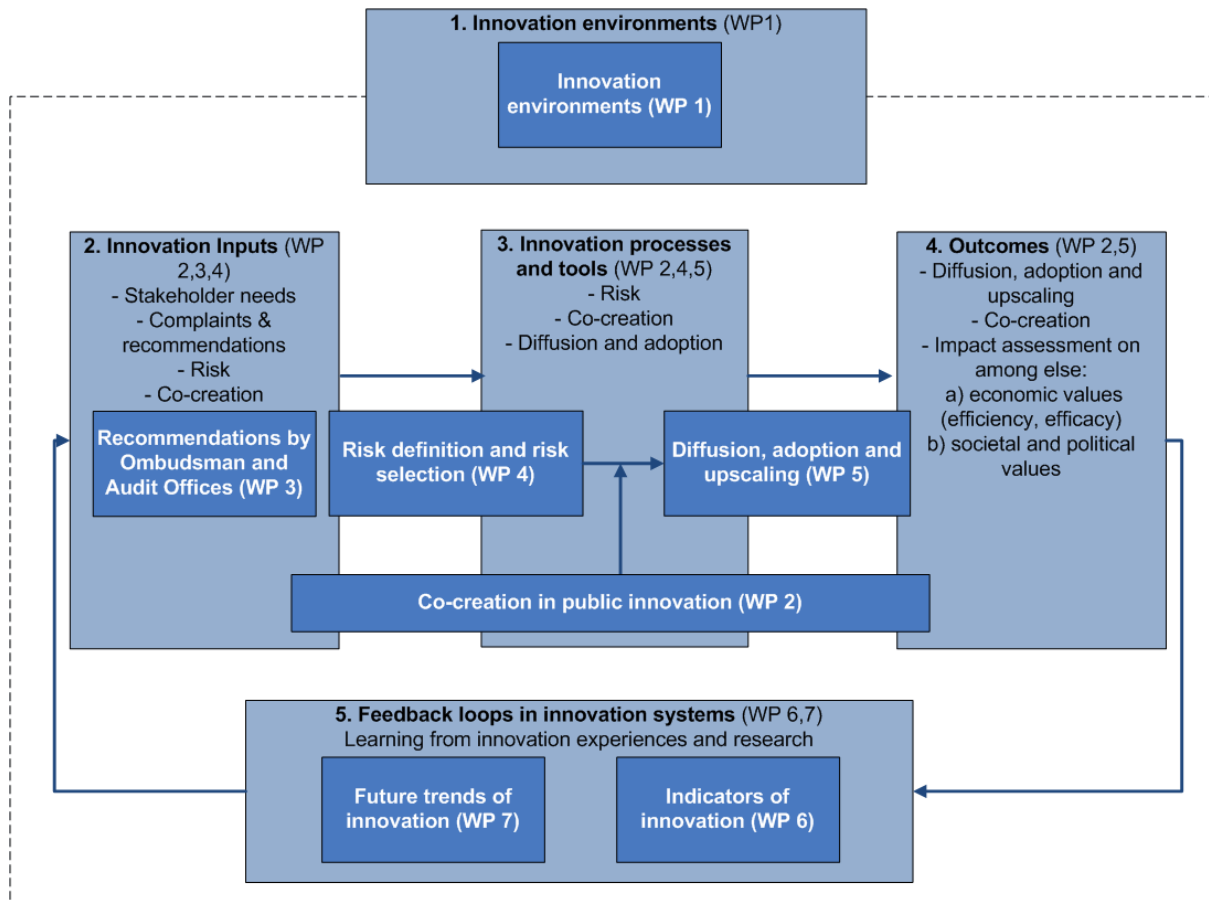 1. Innovation environments (WP1)
Innovation
environments (WP 1)
2. Innovation Inputs (WP
2,3,4)
- Stakeholder needs
- Complaints &
recommendations
- Risk
- Co-creation
Recommendations by
Ombudsman and
Audit Offices (WP 3)
3. Innovation processes
and tools (WP 2,4,5)
- Risk
- Co-creation
- Diffusion and adoption
Risk definition and risk
selection (WP 4)
Diffusion, adoption and
upscaling (WP 5)
4. Outcomes (WP 2,5)
- Diffusion, adoption and
upscaling
- Co-creation
- Impact assessment on
among else:
a) economic values
(efficiency, efficacy)
b) societal and political
values
Co-creation in public innovation (WP 2)
5. Feedback loops in innovation systems (WP 6,7)
Learning from innovation experiences and research
Future trends of
innovation (WP 7)
Indicators of
innovation (WP 6)